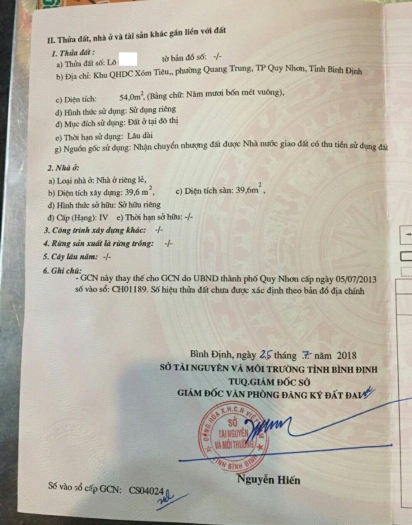 II. Thửa đất, nhà ở và tài sản khác gắn liền với đất
1. Thửa đất :
a) Thửa đất số: Lô tờ bản đồ số: -/-
b) Địa chỉ: Khu QHDC Xóm Tiêu,, phường Quang Trung, TP Quy Nhơn, Tỉnh Bình Định
c) Diện tích: 54,0m², (Bằng chữ: Năm mươi bốn mét vuông),
d) Hình thức sử dụng: Sử dụng riêng
đ) Mục đích sử dụng: Đất ở tại đô thị
e) Thời hạn sử dụng: Lâu dài
g) Nguồn gốc sử dụng: Nhận chuyển nhượng đất được Nhà nước giao đất có thu tiền sử dụng đất
2. Nhà ở:
a) Loại nhà ở: Nhà ở riêng lẻ,
b) Diện tích xây dựng: 39,6 m², c) Diện tích sàn: 39,6m²,
d) Hình thức sở hữu: Sở hữu riêng
đ) Cấp (Hạng): IV e) Thời hạn sở hữu: -/-
3. Công trình xây dựng khác: -/-
4. Rừng sản xuất là rừng trồng: -/-
5. Cây lâu năm: -/-
6. Ghi chú:
- GCN này thay thế cho GCN do UBND thành phố Quy Nhơn cấp ngày 05/07/2013
số vào sổ: CH01189. Số hiệu thửa đất chưa được xác định theo bản đồ địa chính
Bình Định, ngày 25 tháng 7 năm 2018
SỞ TÀI NGUYÊN VÀ MÔI TRƯỜNG TỈNH BÌNH ĐỊNH
TUQ.GIÁM ĐỐC SỞ
GIÁM ĐỐC VĂN PHÒNG ĐĂNG KÝ ĐẤT ĐAI
CỘNG HÒA X.H.C.N VIỆT NAM
SỞ
TÀI NGUYÊN
VÀ MÔI TRƯỜNG
TỈNH BÌNH ĐỊNH
Nguyễn Hiến
Số vào sổ cấp GCN: CS04024